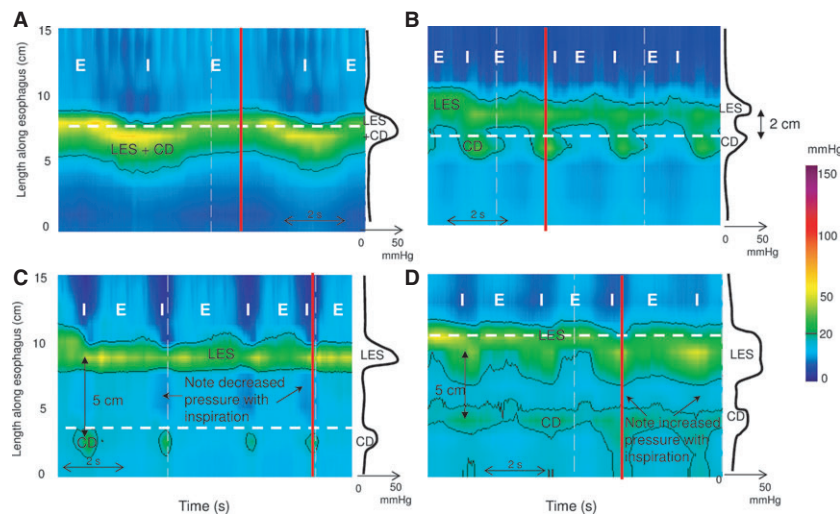 A
Length along esophagus (cm)
15
10
5
0
E I E I E
LES + CD
LES
+CD
2 s
0 50
mmHg
B
E I E I E I E I
LES
CD
LES
CD
2 cm
2 s
0 50
mmHg
mmHg
150
100
50
20
0
C
Length along esophagus (cm)
15
10
5
0
I E I E I E I E
LES
5 cm
Note decreased
pressure with
inspiration
CD
LES
CD
2 s
0 50
mmHg
Time (s)
D
I E I E I E I
LES
5 cm
CD
Note increased
pressure with
inspiration
LES
CD
2 s
0
50
mmHg
Time (s)